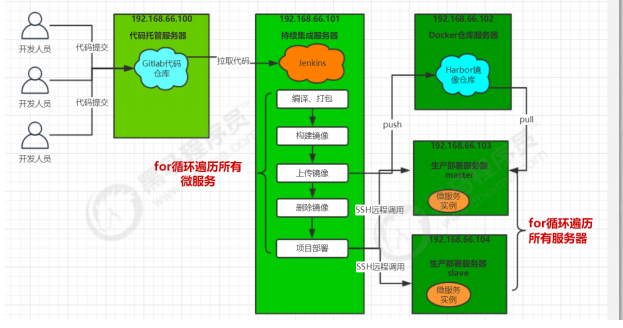 192.168.66.100
代码托管服务器
开发人员
代码提交
Gitlab代码
仓库
开发人员
代码提交
开发人员
拉取代码
192.168.66.101
持续集成服务器
Jenkins
编译、打包
构建镜像
上传镜像
删除镜像
项目部署
for循环遍历所有
微服务
192.168.66.102
Docker仓库服务器
Harbor镜
像仓库
push
pull
192.168.66.103
生产部署服务器
master
微服务
实例
SSH远程调用
192.168.66.104
生产部署服务器
slave
微服务
实例
SSH远程调用
for循环遍历
所有服务器
黑马程序员